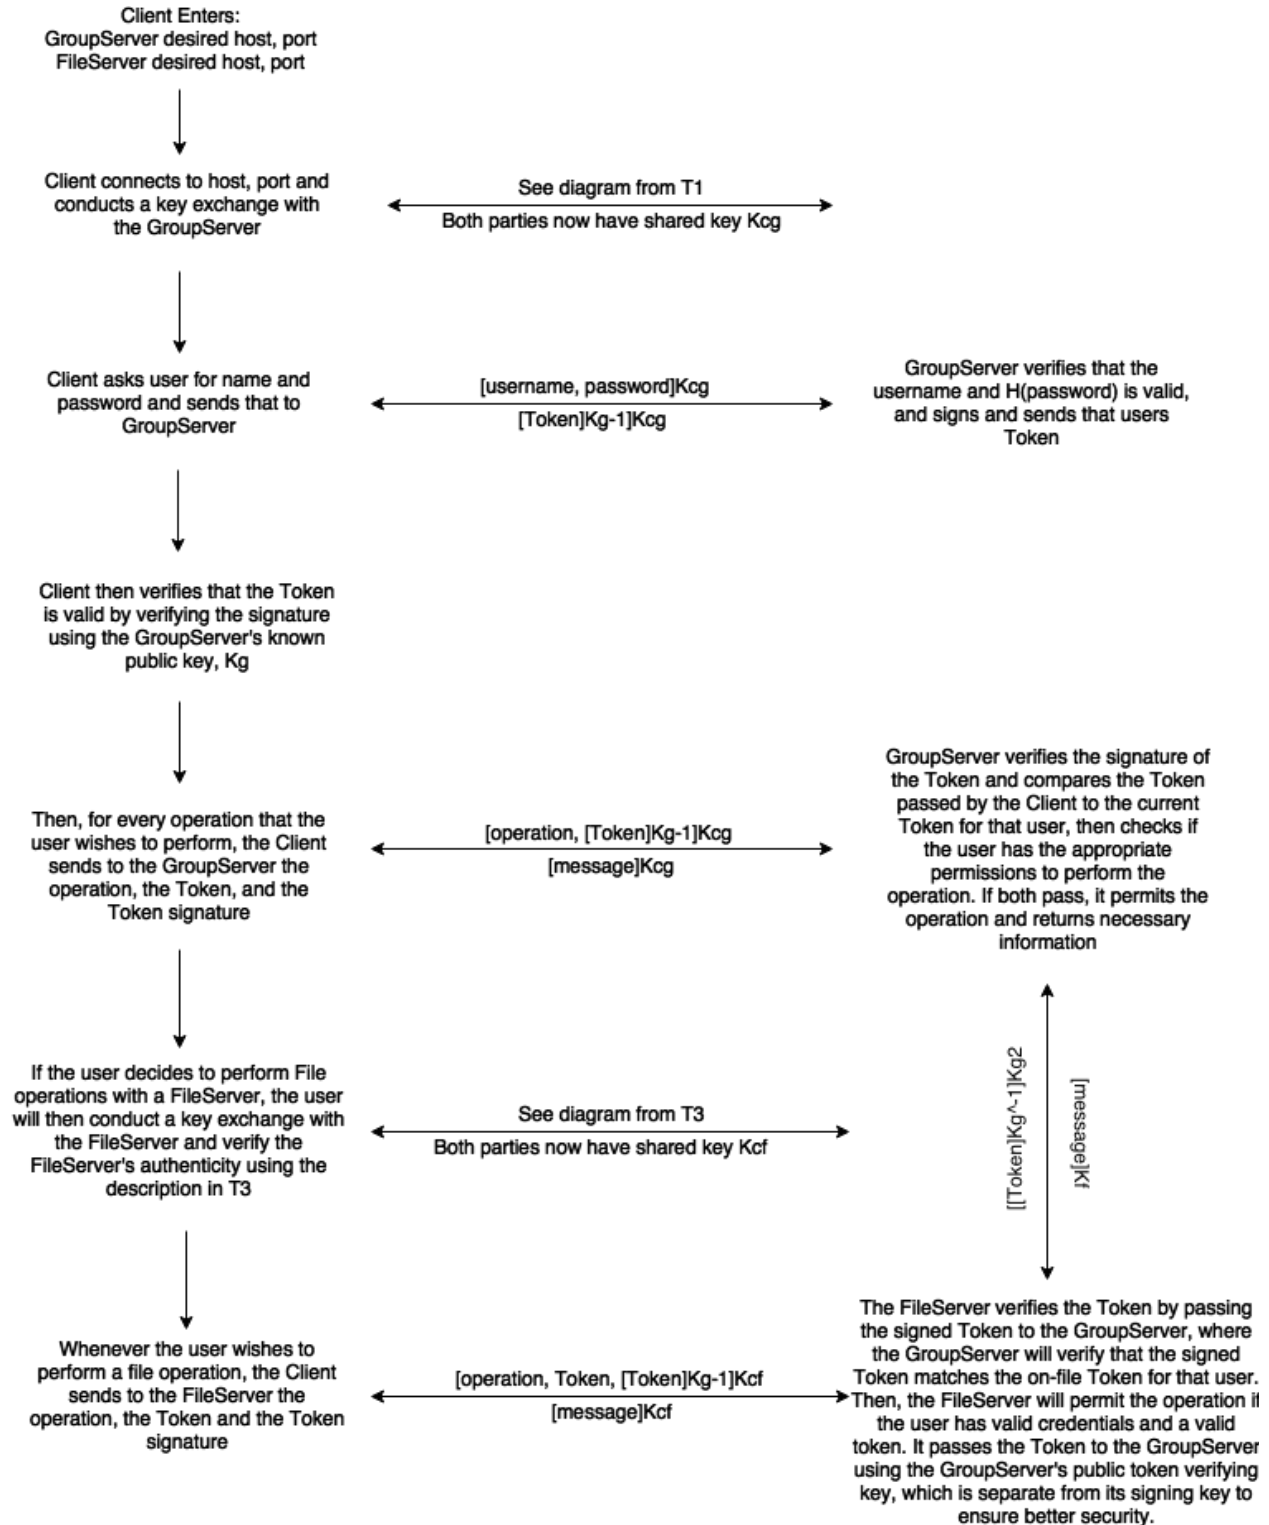 Client Enters:
GroupServer desired host, port
FileServer desired host, port
Client connects to host, port and
conducts a key exchange with
the GroupServer
See diagram from T1
Both parties now have shared key Kcg
Client asks user for name and
password and sends that to
GroupServer
[username, password]Kcg
[Token]Kg-1]Kcg
GroupServer verifies that the
username and H(password) is valid,
and signs and sends that users
Token
Client then verifies that the Token
is valid by verifying the signature
using the GroupServer's known
public key, Kg
Then, for every operation that the
user wishes to perform, the Client
sends to the GroupServer the
operation, the Token, and the
Token signature
[operation, [Token]Kg-1]Kcg
[message]Kcg
GroupServer verifies the signature of
the Token and compares the Token
passed by the Client to the current
Token for that user, then checks if
the user has the appropriate
permissions to perform the
operation. If both pass, it permits the
operation and returns necessary
information
[[Token]Kg^-1]Kg2
[message]Kf
If the user decides to perform File
operations with a FileServer, the user
will then conduct a key exchange with
the FileServer and verify the
FileServer's authenticity using the
description in T3
See diagram from T3
Both parties now have shared key Kcf
Whenever the user wishes to
perform a file operation, the Client
sends to the FileServer the
operation, the Token and the Token
signature
[operation, Token, [Token]Kg-1]Kcf
[message]Kcf
The FileServer verifies the Token by passing
the signed Token to the GroupServer, where
the GroupServer will verify that the signed
Token matches the on-file Token for that user.
Then, the FileServer will permit the operation if
the user has valid credentials and a valid
token. It passes the Token to the GroupServer
using the GroupServer's public token verifying
key, which is separate from its signing key to
ensure better security.